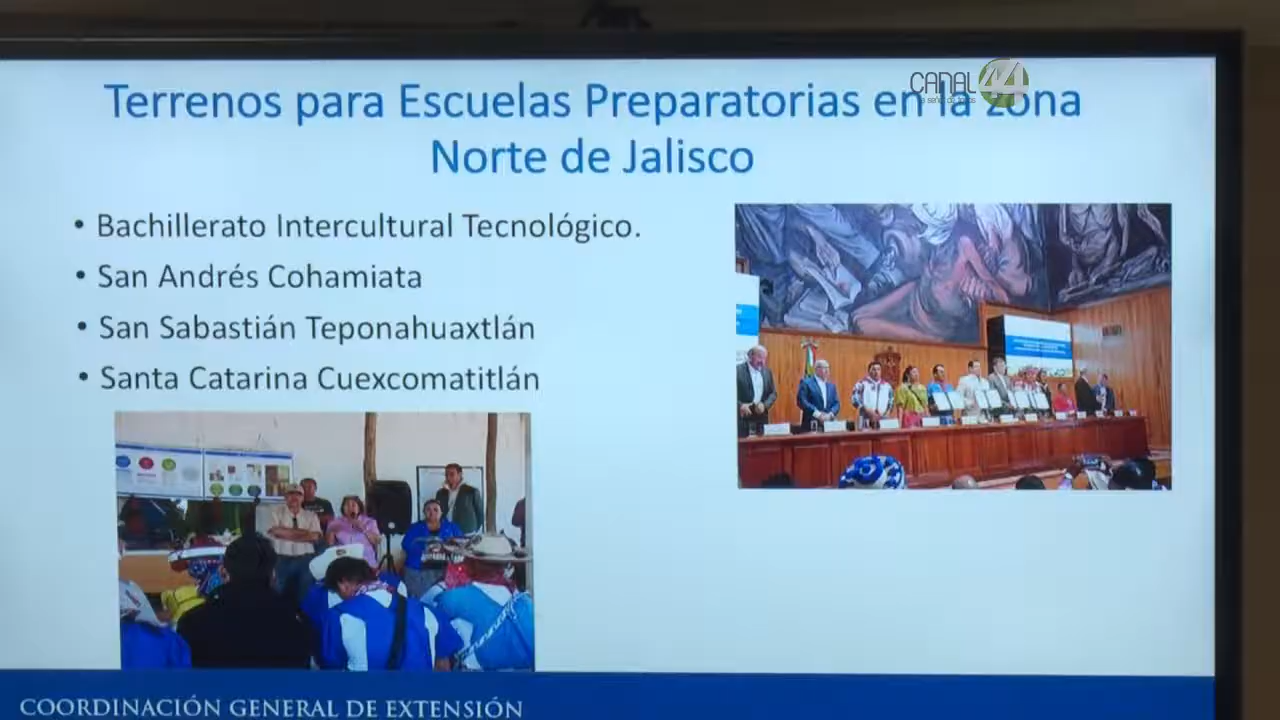 CANAL 44
Terrenos para Escuelas Preparatorias en la zona
Norte de Jalisco
• Bachillerato Intercultural Tecnológico.
• San Andrés Cohamiata
• San Sabastián Teponahuaxtlán
• Santa Catarina Cuexcomatitlán
COORDINACIÓN GENERAL DE EXTENSIÓN